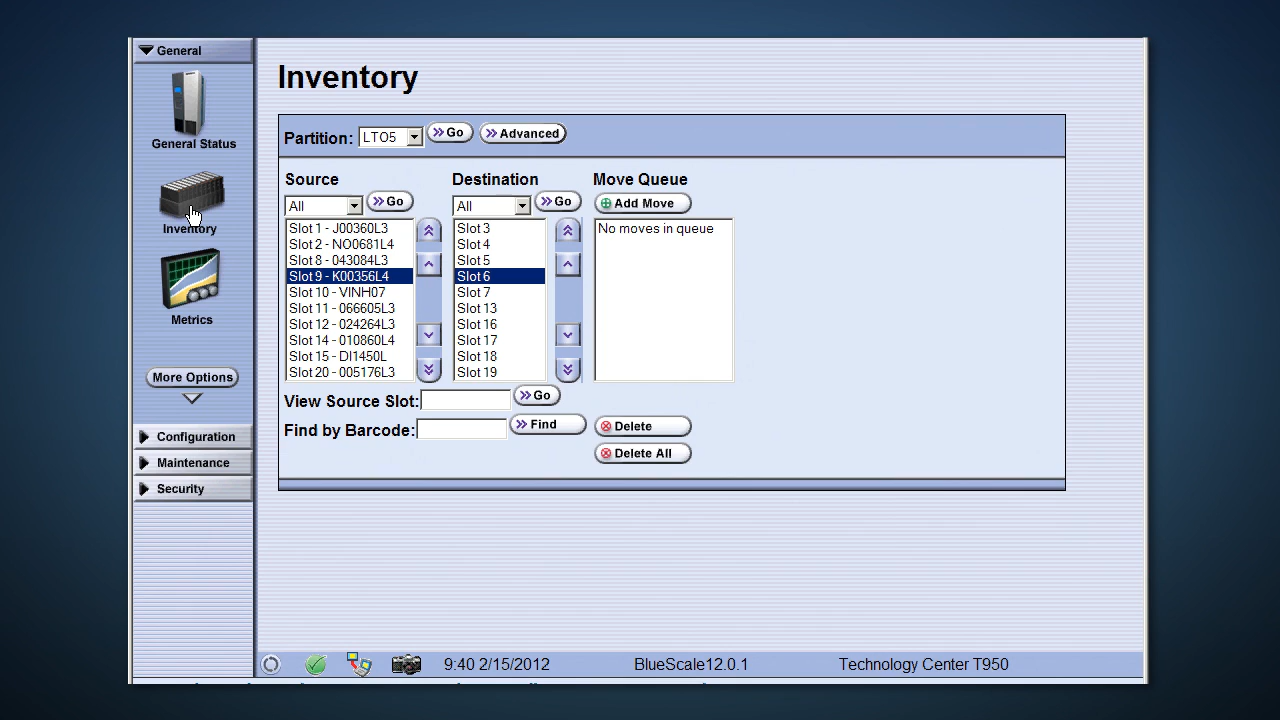 General
General Status
Inventory
Metrics
More Options
Configuration
Maintenance
Security
Inventory
Partition: LTO5 Go Advanced
Source Destination Move Queue
All Go All Go Add Move
Slot 1 - J00360L3
Slot 2 - NO0681L4
Slot 8 - 043084L3
Slot 9 - K00356L4
Slot 10 - VINH07
Slot 11 - 066605L3
Slot 12 - 024264L3
Slot 14 - 010860L4
Slot 15 - DI1450L
Slot 20 - 005176L3
Slot 3
Slot 4
Slot 5
Slot 6
Slot 7
Slot 13
Slot 16
Slot 17
Slot 18
Slot 19
No moves in queue
View Source Slot: Go
Find by Barcode: Find
Delete
Delete All
9:40 2/15/2012 BlueScale12.0.1 Technology Center T950